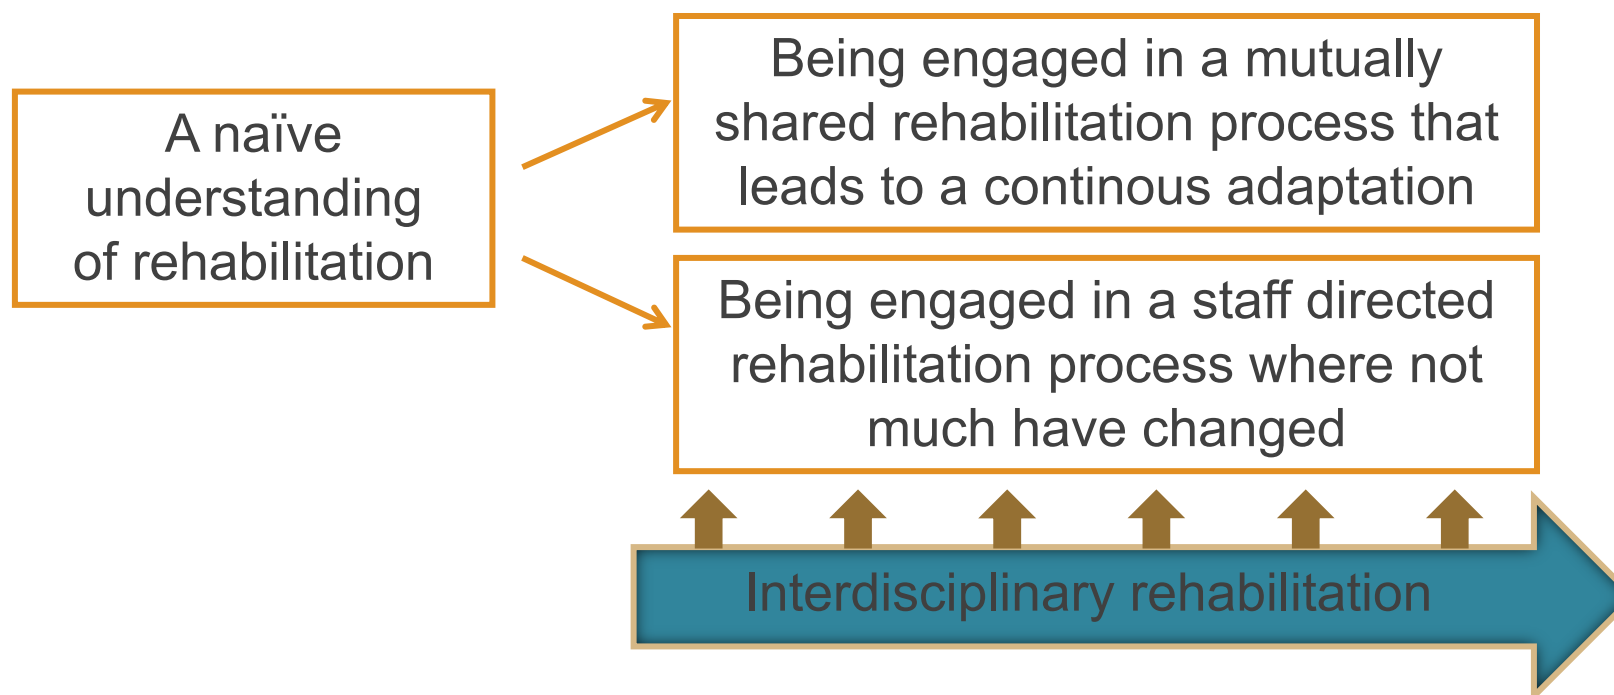 A naïve
understanding
of rehabilitation
Being engaged in a mutually
shared rehabilitation process that
leads to a continous adaptation
Being engaged in a staff directed
rehabilitation process where not
much have changed
Interdisciplinary rehabilitation